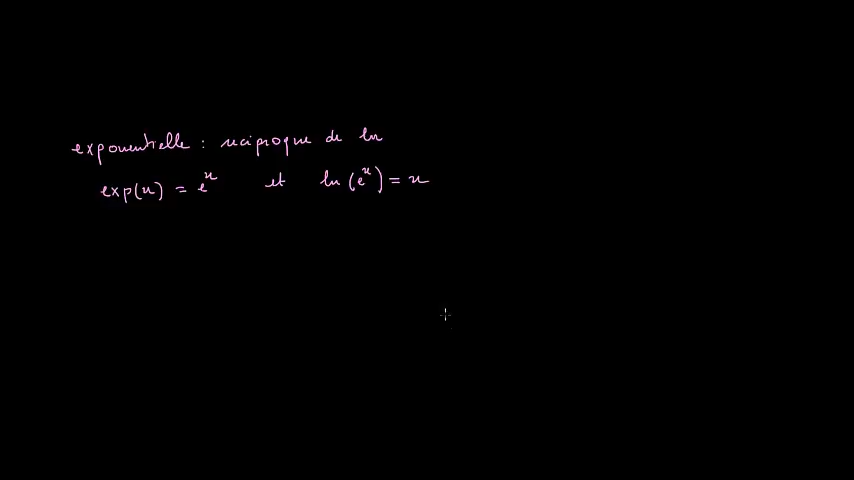 exponentielle : réciproque de ln
exp(x) = e^x et ln(e^x) = x